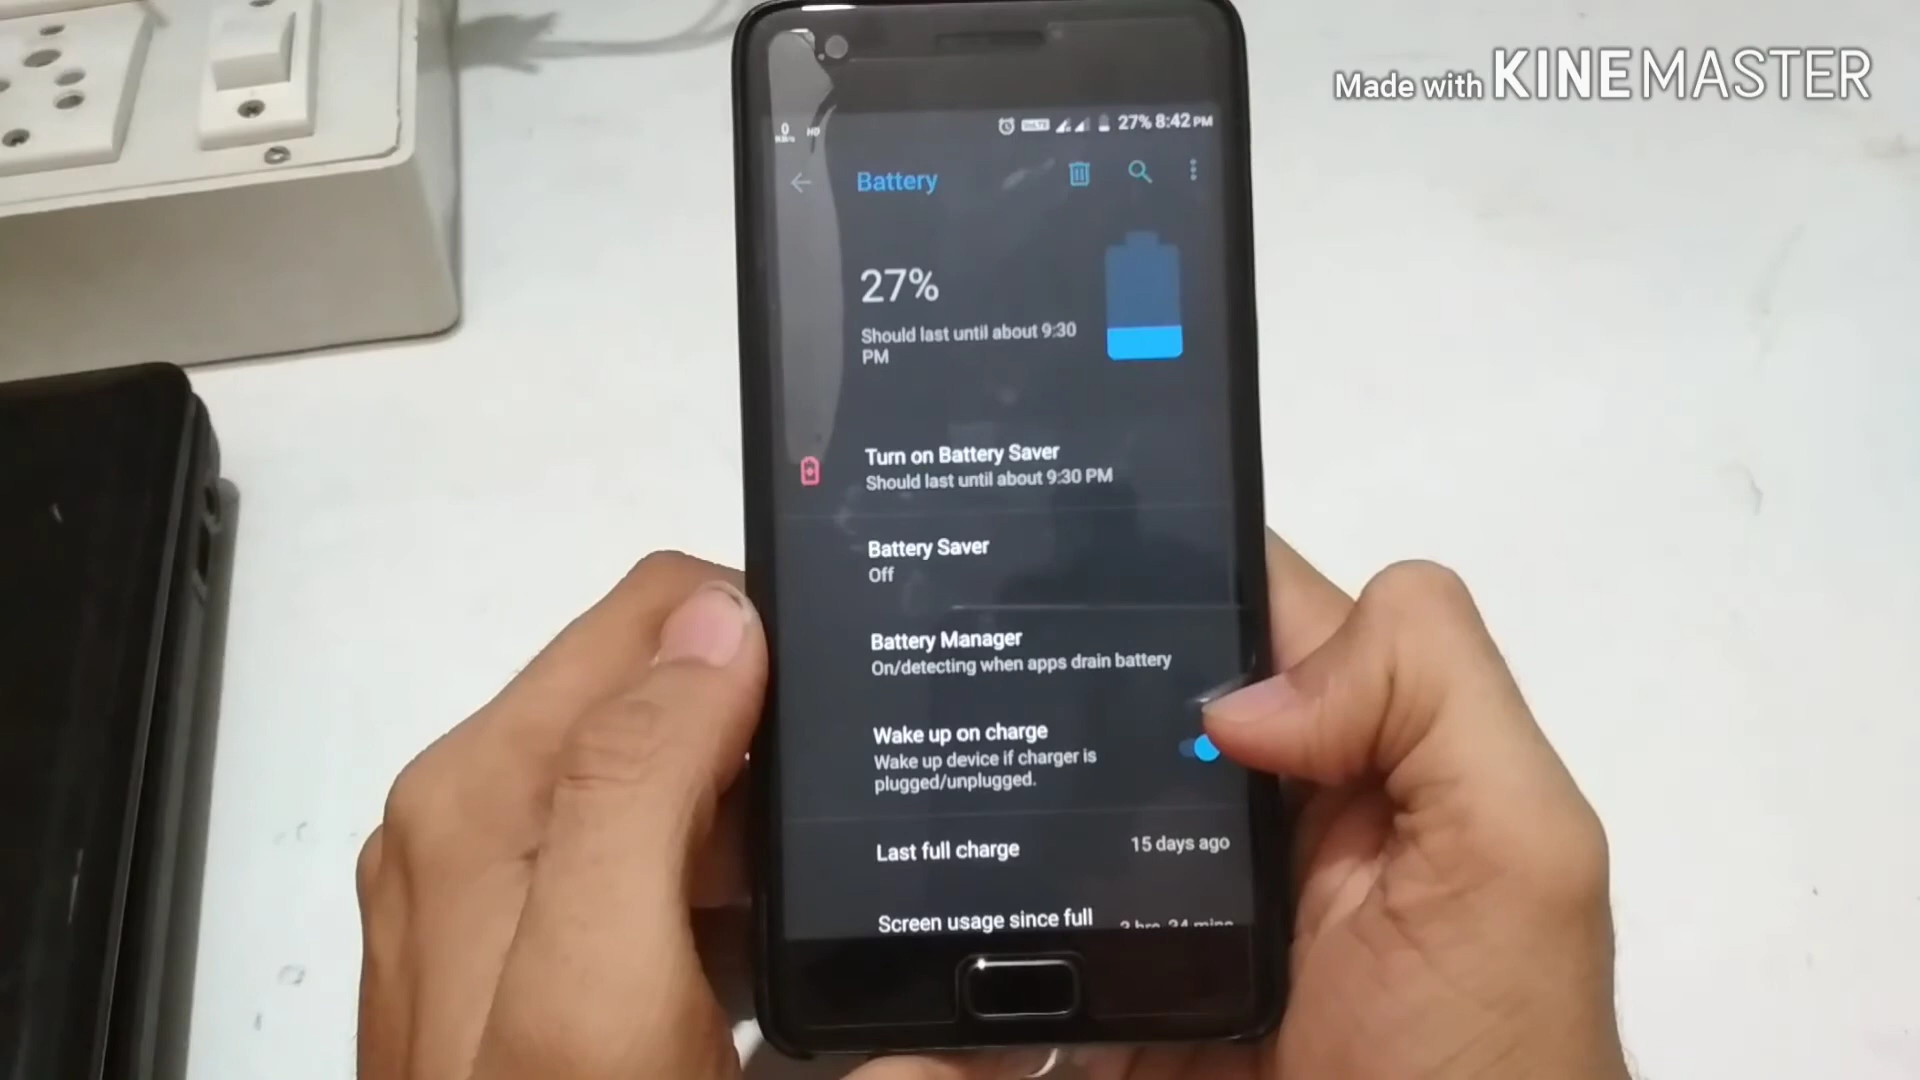 Made with KINEMASTER
0
HD
VoLTE
27% 8:42 PM
Battery
27%
Should last until about 9:30
PM
Turn on Battery Saver
Should last until about 9:30 PM
Battery Saver
Off
Battery Manager
On/detecting when apps drain battery
Wake up on charge
Wake up device if charger is
plugged/unplugged.
Last full charge
15 days ago
Screen usage since full